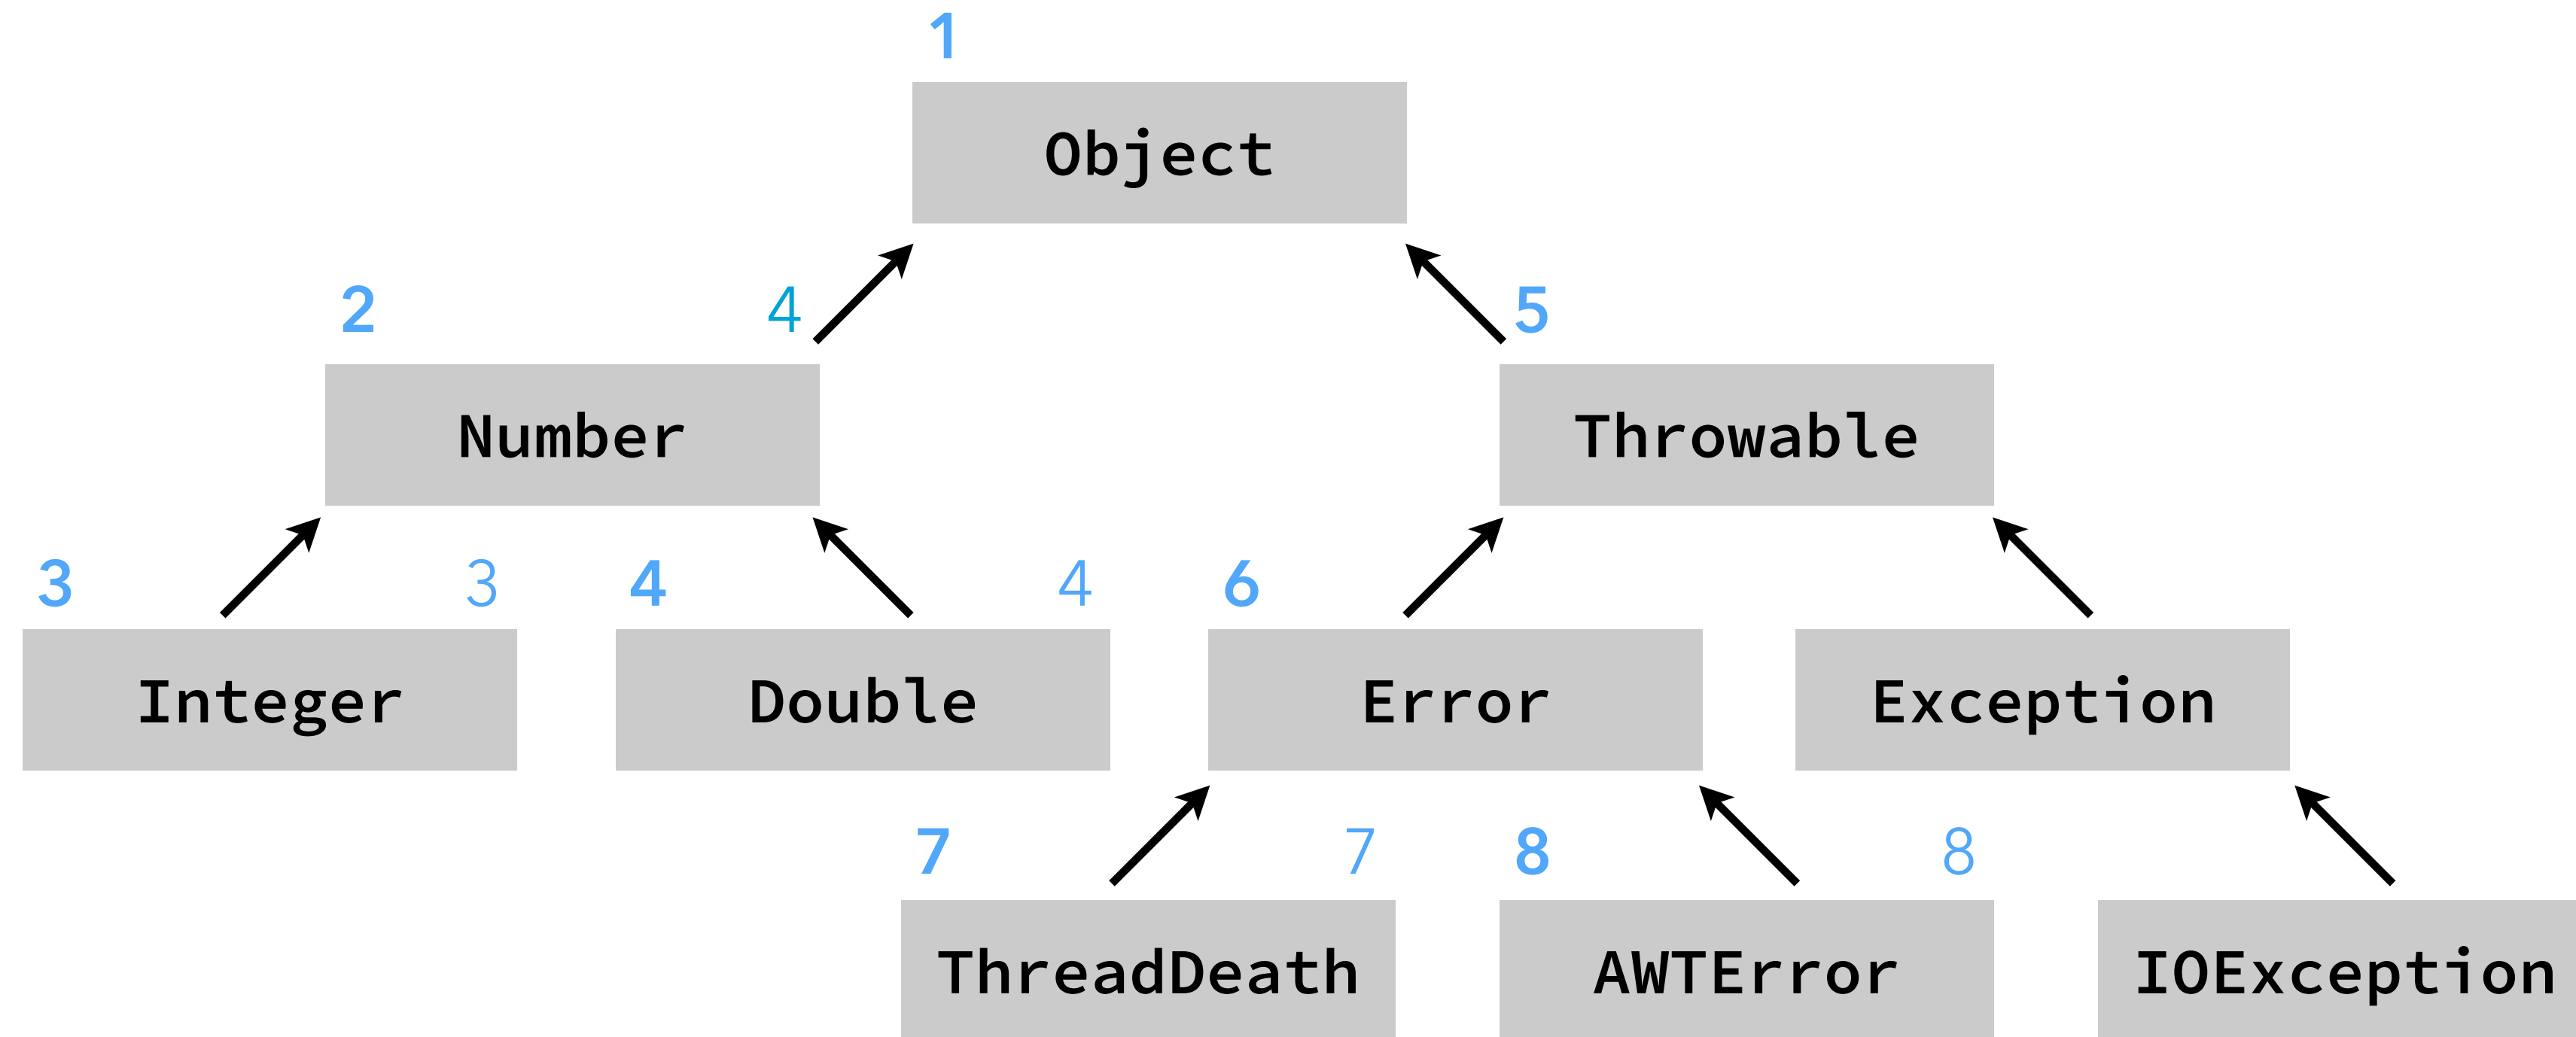 1
Object
2 4 5
Number Throwable
3 3 4 4 6
Integer Double Error Exception
7 7 8 8
ThreadDeath AWTError IOException